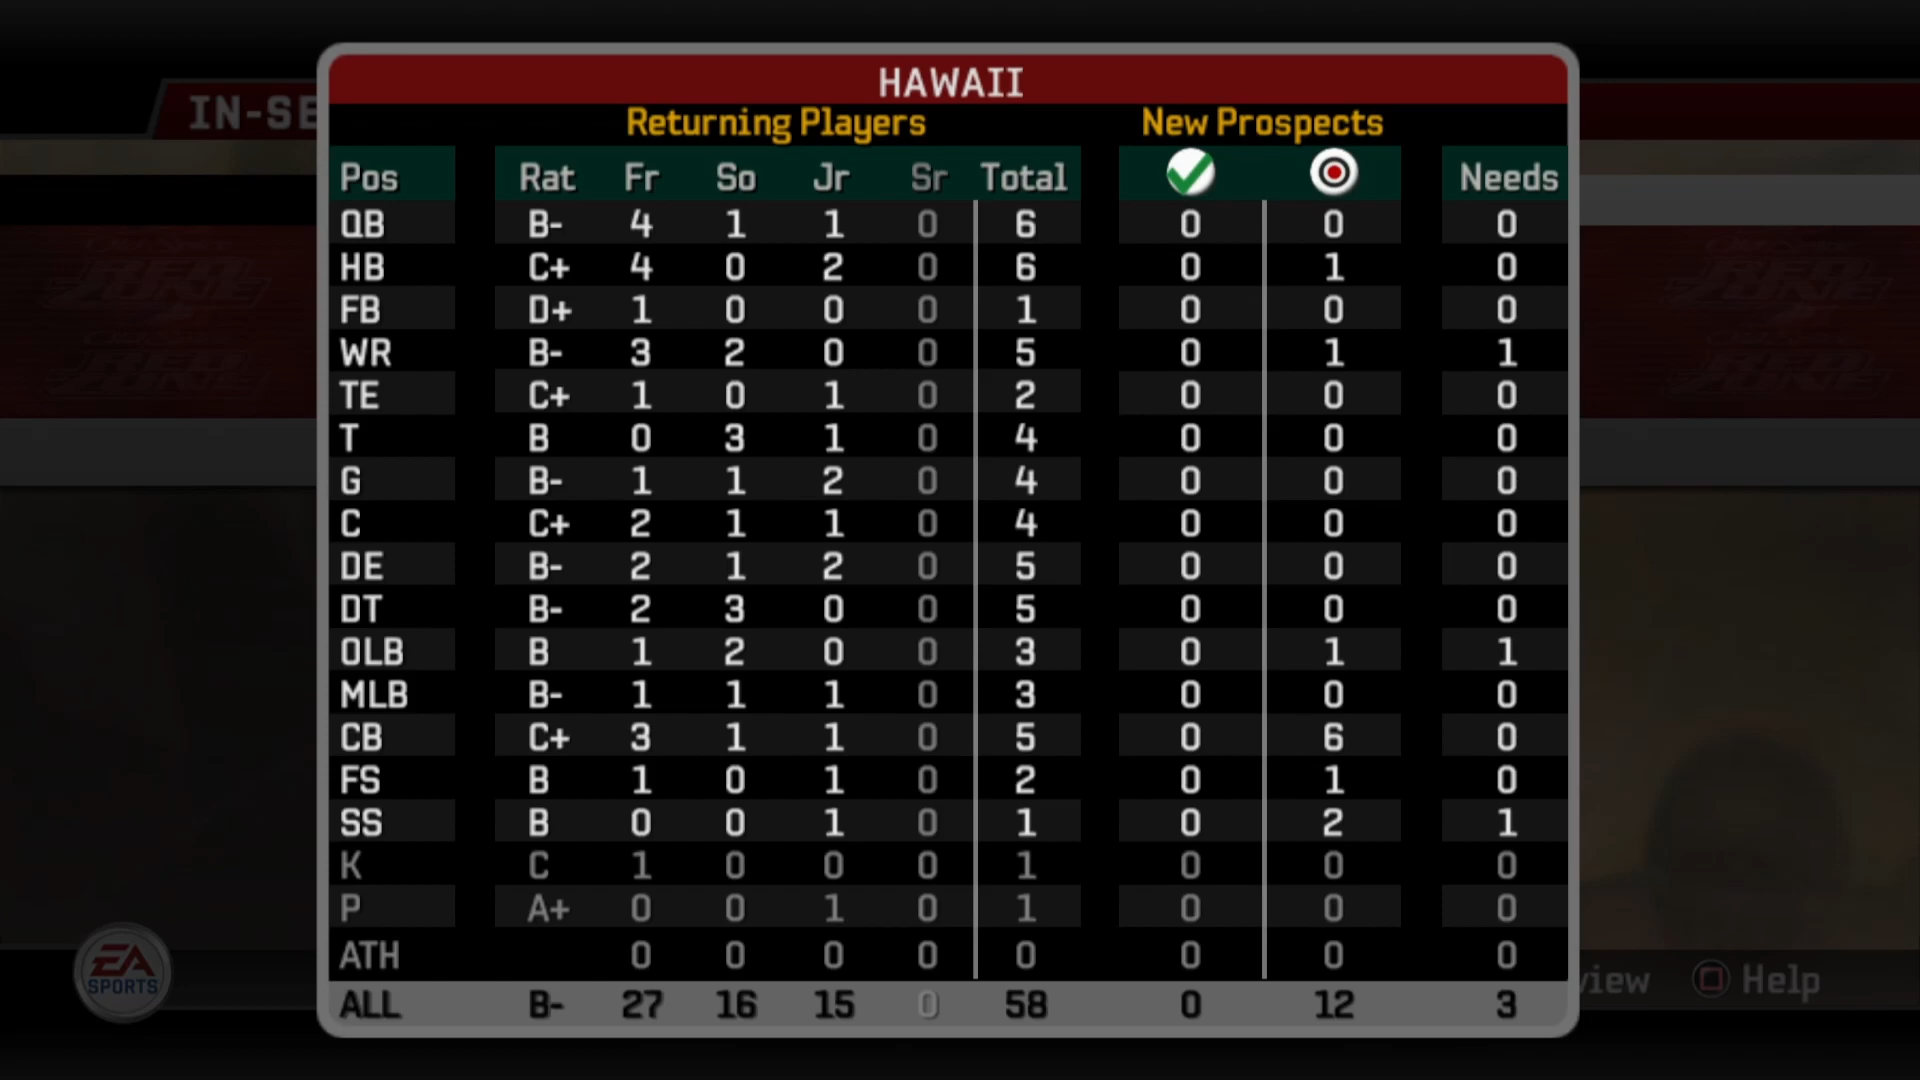 HAWAII
IN-SE
Returning Players New Prospects
Pos Rat Fr So Jr Sr Total Needs
QB B- 4 1 1 0 6 0 0 0
HB C+ 4 0 2 0 6 0 1 0
FB D+ 1 0 0 0 1 0 0 0
WR B- 3 2 0 0 5 0 1 1
TE C+ 1 0 1 0 2 0 0 0
T B 0 3 1 0 4 0 0 0
G B- 1 1 2 0 4 0 0 0
C C+ 2 1 1 0 4 0 0 0
DE B- 2 1 2 0 5 0 0 0
DT B- 2 3 0 0 5 0 0 0
OLB B 1 2 0 0 3 0 1 1
MLB B- 1 1 1 0 3 0 0 0
CB C+ 3 1 1 0 5 0 6 0
FS B 1 0 1 0 2 0 1 0
SS B 0 0 1 0 1 0 2 1
K C 1 0 0 0 1 0 0 0
P A+ 0 0 1 0 1 0 0 0
ATH 0 0 0 0 0 0 0 0
ALL B- 27 16 15 0 58 0 12 3
EA
SPORTS
view Help